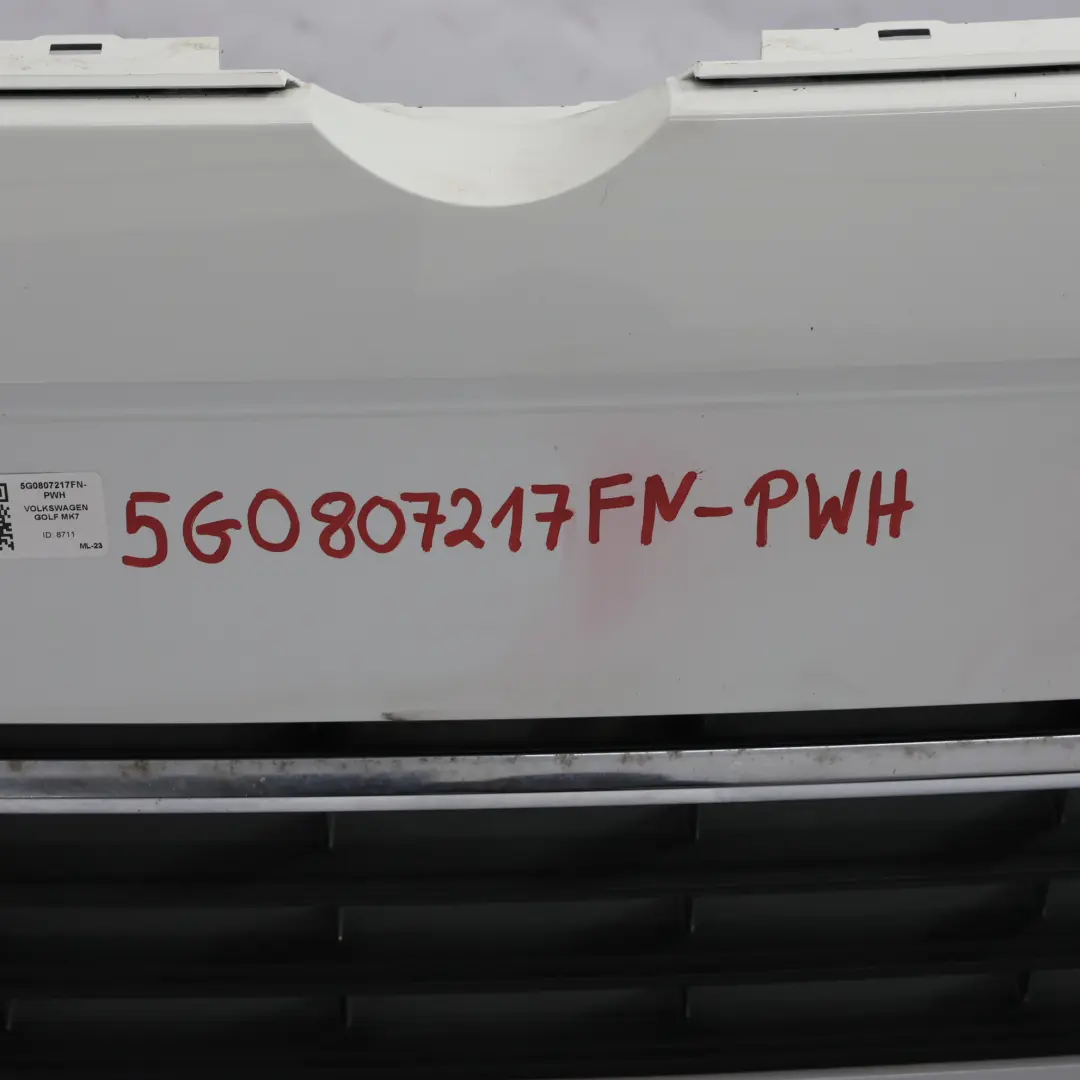 5G0807217FN-
PWH
VOLKSWAGEN
GOLF MK7
ID: 8711
ML-23
5G0807217FN-PWH